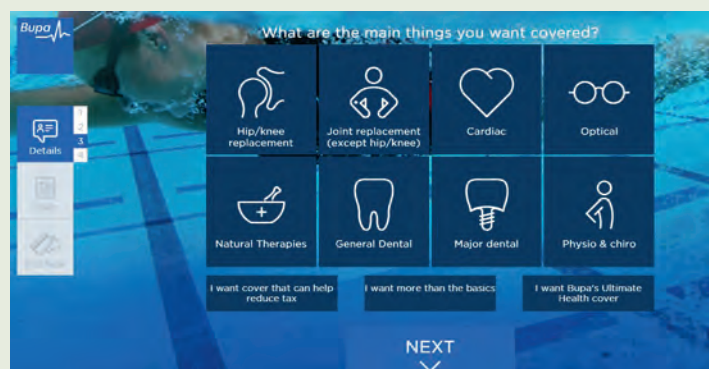 Bupa
What are the main things you want covered?
Details
1
2
3
4
Hip/knee
replacement
Joint replacement
(except hip/knee)
Cardiac
Optical
Natural Therapies
General Dental
Major dental
Physio & chiro
I want cover that can help
reduce tax
I want more than the basics
I want Bupa's Ultimate
Health cover
NEXT